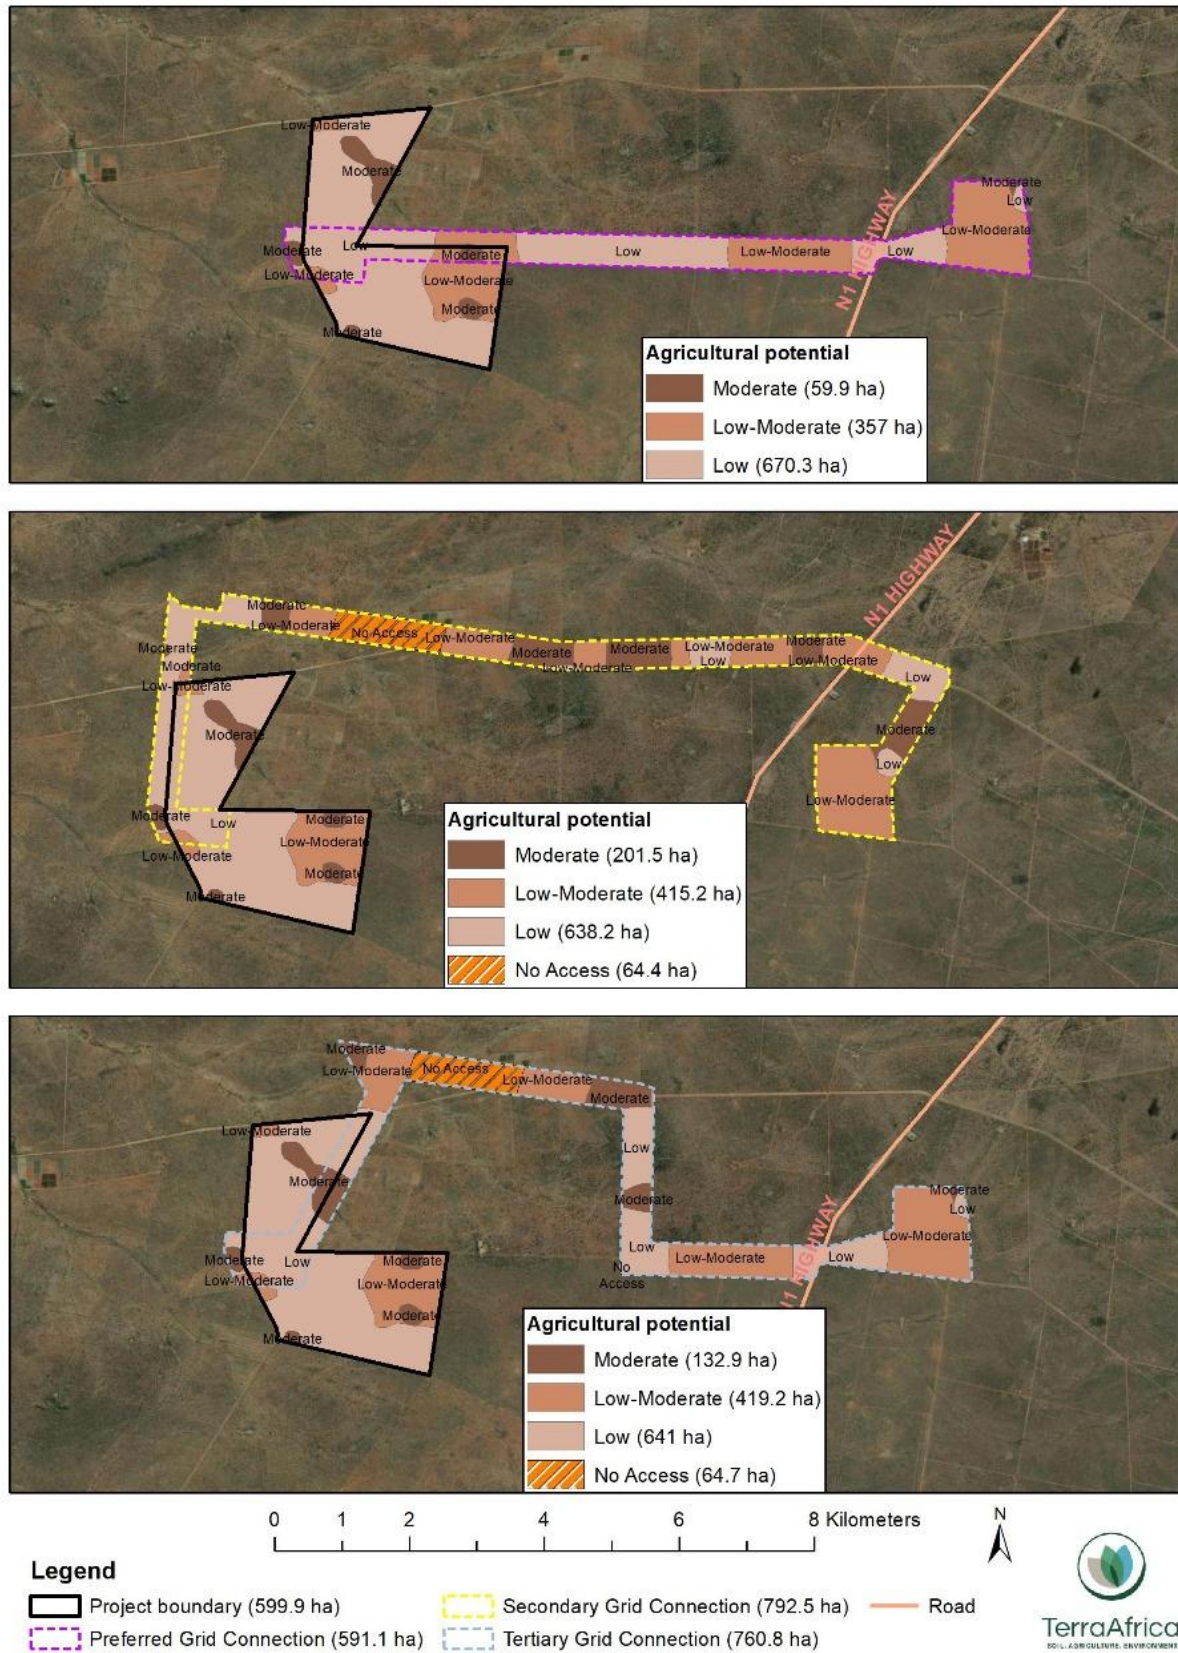 Low-Moderate
Moderate
Moderate
Low
Moderate
Low-Moderate
Low-Moderate
Moderate
Moderate
Low
Low-Moderate
N1 HIGHWAY
Low
Low-Moderate
Moderate
Low
Agricultural potential
Moderate (59.9 ha)
Low-Moderate (357 ha)
Low (670.3 ha)
Moderate
Low-Moderate
No Access
Low-Moderate
Moderate
Low-Moderate
Moderate
Low-Moderate
Low
Moderate
Low-Moderate
N1 HIGHWAY
Low
Moderate
Low
Low-Moderate
Moderate
Moderate
Low-Moderate
Moderate
Moderate
Low
Low-Moderate
Moderate
Moderate
Low-Moderate
Moderate
Agricultural potential
Moderate (201.5 ha)
Low-Moderate (415.2 ha)
Low (638.2 ha)
No Access (64.4 ha)
Moderate
Low-Moderate
No Access
Low-Moderate
Moderate
Low
Moderate
Low
No
Access
Low-Moderate
N1 HIGHWAY
Low
Low-Moderate
Moderate
Low
Low-Moderate
Moderate
Moderate
Low
Low-Moderate
Moderate
Moderate
Low-Moderate
Moderate
Agricultural potential
Moderate (132.9 ha)
Low-Moderate (419.2 ha)
Low (641 ha)
No Access (64.7 ha)
0 1 2 4 6 8 Kilometers
N
Legend
Project boundary (599.9 ha)
Secondary Grid Connection (792.5 ha)
Road
Preferred Grid Connection (591.1 ha)
Tertiary Grid Connection (760.8 ha)
TerraAfrica
SOIL. AGRICULTURE. ENVIRONMENT